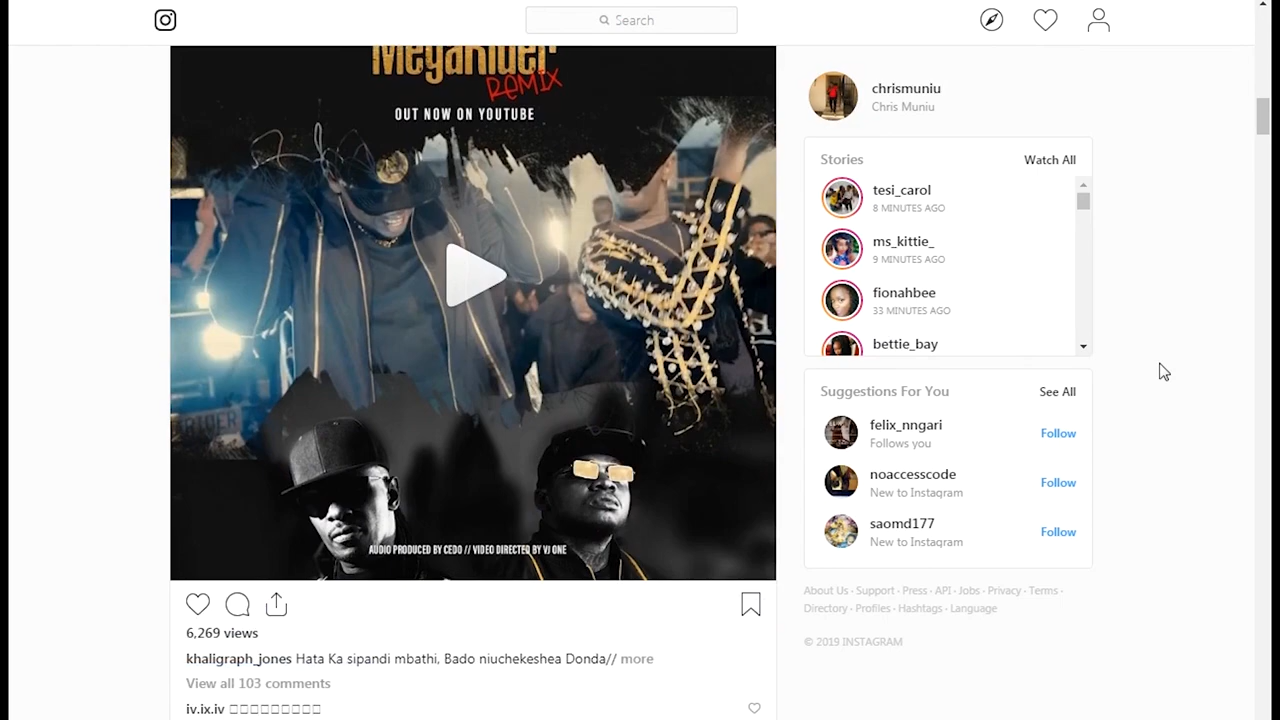 Search
MegaRider
REMIX
OUT NOW ON YOUTUBE
AUDIO PRODUCED BY CEDO // VIDEO DIRECTED BY VJ ONE
6,269 views
khaligraph_jones Hata Ka sipandi mbathi, Bado niuchekeshea Donda// more
View all 103 comments
iv.ix.iv
chrismuniu
Chris Muniu
Stories Watch All
tesi_carol
8 MINUTES AGO
ms_kittie_
9 MINUTES AGO
fionahbee
33 MINUTES AGO
bettie_bay
Suggestions For You See All
felix_nngari Follow
Follows you
noaccesscode Follow
New to Instagram
saomd177 Follow
New to Instagram
About Us · Support · Press · API · Jobs · Privacy · Terms ·
Directory · Profiles · Hashtags · Language
© 2019 INSTAGRAM